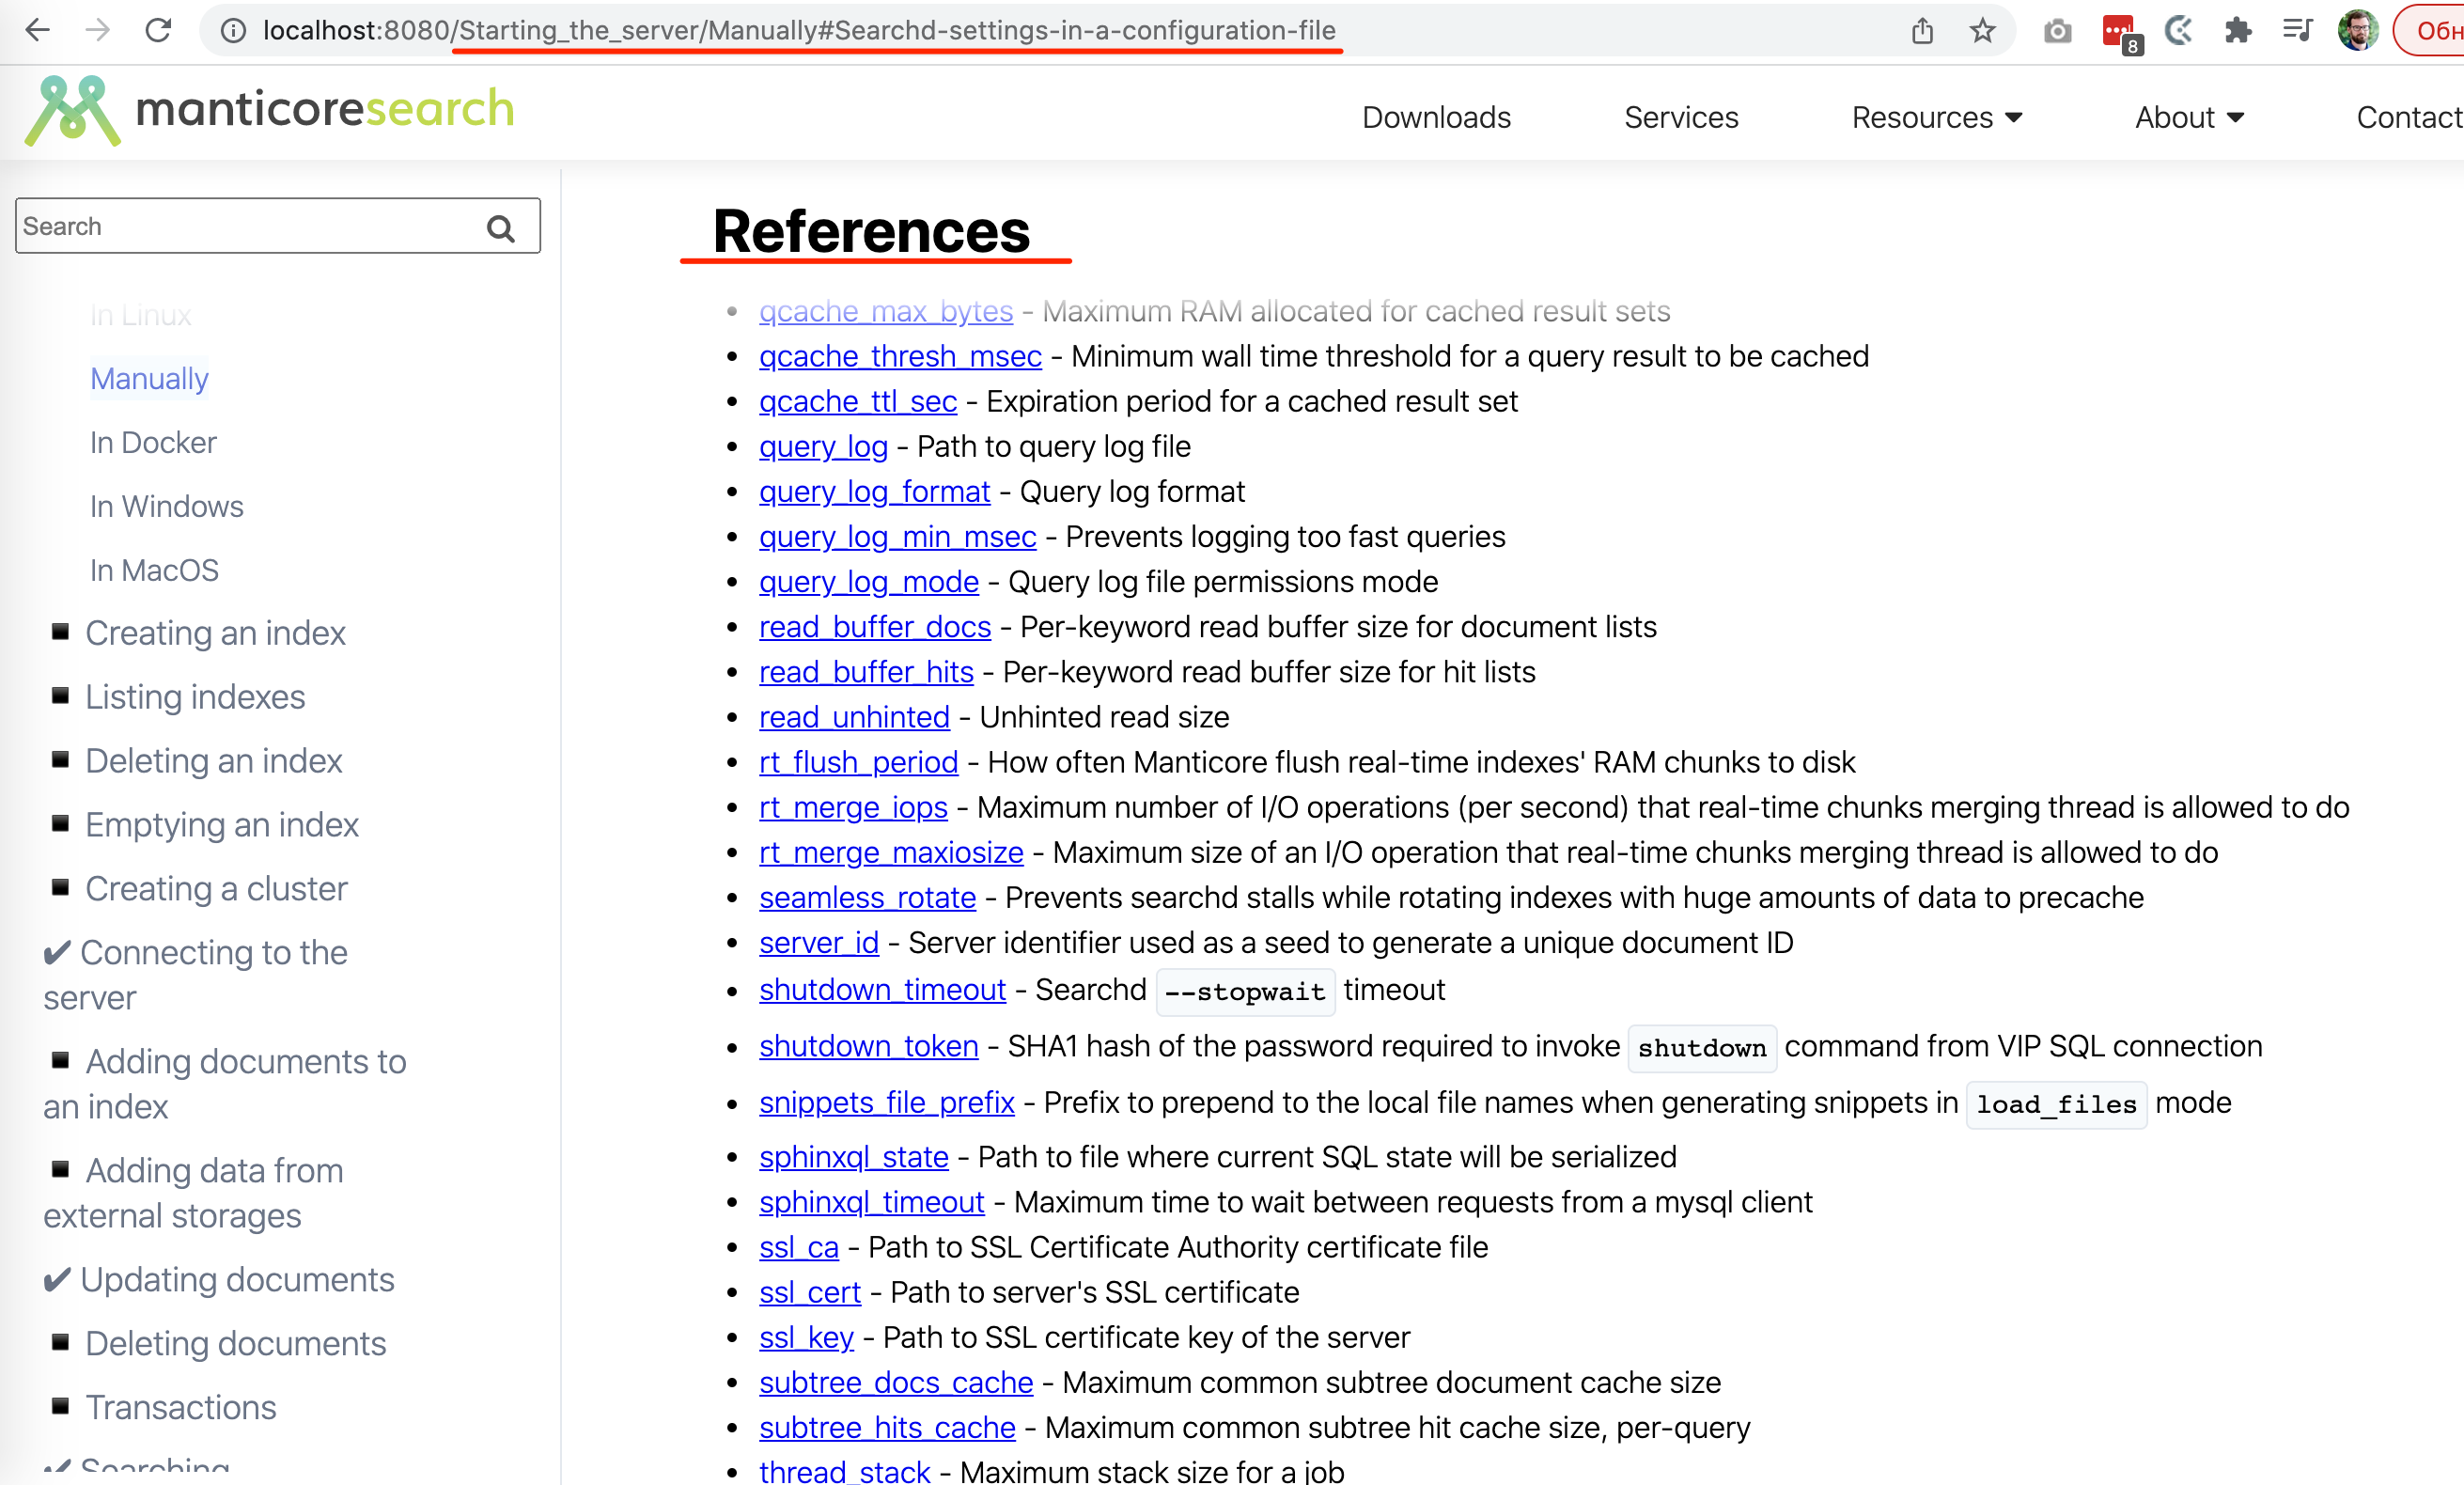 localhost:8080/Starting_the_server/Manually#Searchd-settings-in-a-configuration-file
8
manticoresearch
Downloads
Services
Resources
About
Contact
Search
In Linux
Manually
In Docker
In Windows
In MacOS
Creating an index
Listing indexes
Deleting an index
Emptying an index
Creating a cluster
✔ Connecting to the
server
Adding documents to
an index
Adding data from
external storages
✔ Updating documents
Deleting documents
Transactions
✔ Searching
References
qcache_max_bytes - Maximum RAM allocated for cached result sets
qcache_thresh_msec - Minimum wall time threshold for a query result to be cached
qcache_ttl_sec - Expiration period for a cached result set
query_log - Path to query log file
query_log_format - Query log format
query_log_min_msec - Prevents logging too fast queries
query_log_mode - Query log file permissions mode
read_buffer_docs - Per-keyword read buffer size for document lists
read_buffer_hits - Per-keyword read buffer size for hit lists
read_unhinted - Unhinted read size
rt_flush_period - How often Manticore flush real-time indexes' RAM chunks to disk
rt_merge_iops - Maximum number of I/O operations (per second) that real-time chunks merging thread is allowed to do
rt_merge_maxiosize - Maximum size of an I/O operation that real-time chunks merging thread is allowed to do
seamless_rotate - Prevents searchd stalls while rotating indexes with huge amounts of data to precache
server_id - Server identifier used as a seed to generate a unique document ID
shutdown_timeout - Searchd --stopwait timeout
shutdown_token - SHA1 hash of the password required to invoke shutdown command from VIP SQL connection
snippets_file_prefix - Prefix to prepend to the local file names when generating snippets in load_files mode
sphinxql_state - Path to file where current SQL state will be serialized
sphinxql_timeout - Maximum time to wait between requests from a mysql client
ssl_ca - Path to SSL Certificate Authority certificate file
ssl_cert - Path to server's SSL certificate
ssl_key - Path to SSL certificate key of the server
subtree_docs_cache - Maximum common subtree document cache size
subtree_hits_cache - Maximum common subtree hit cache size, per-query
thread_stack - Maximum stack size for a job